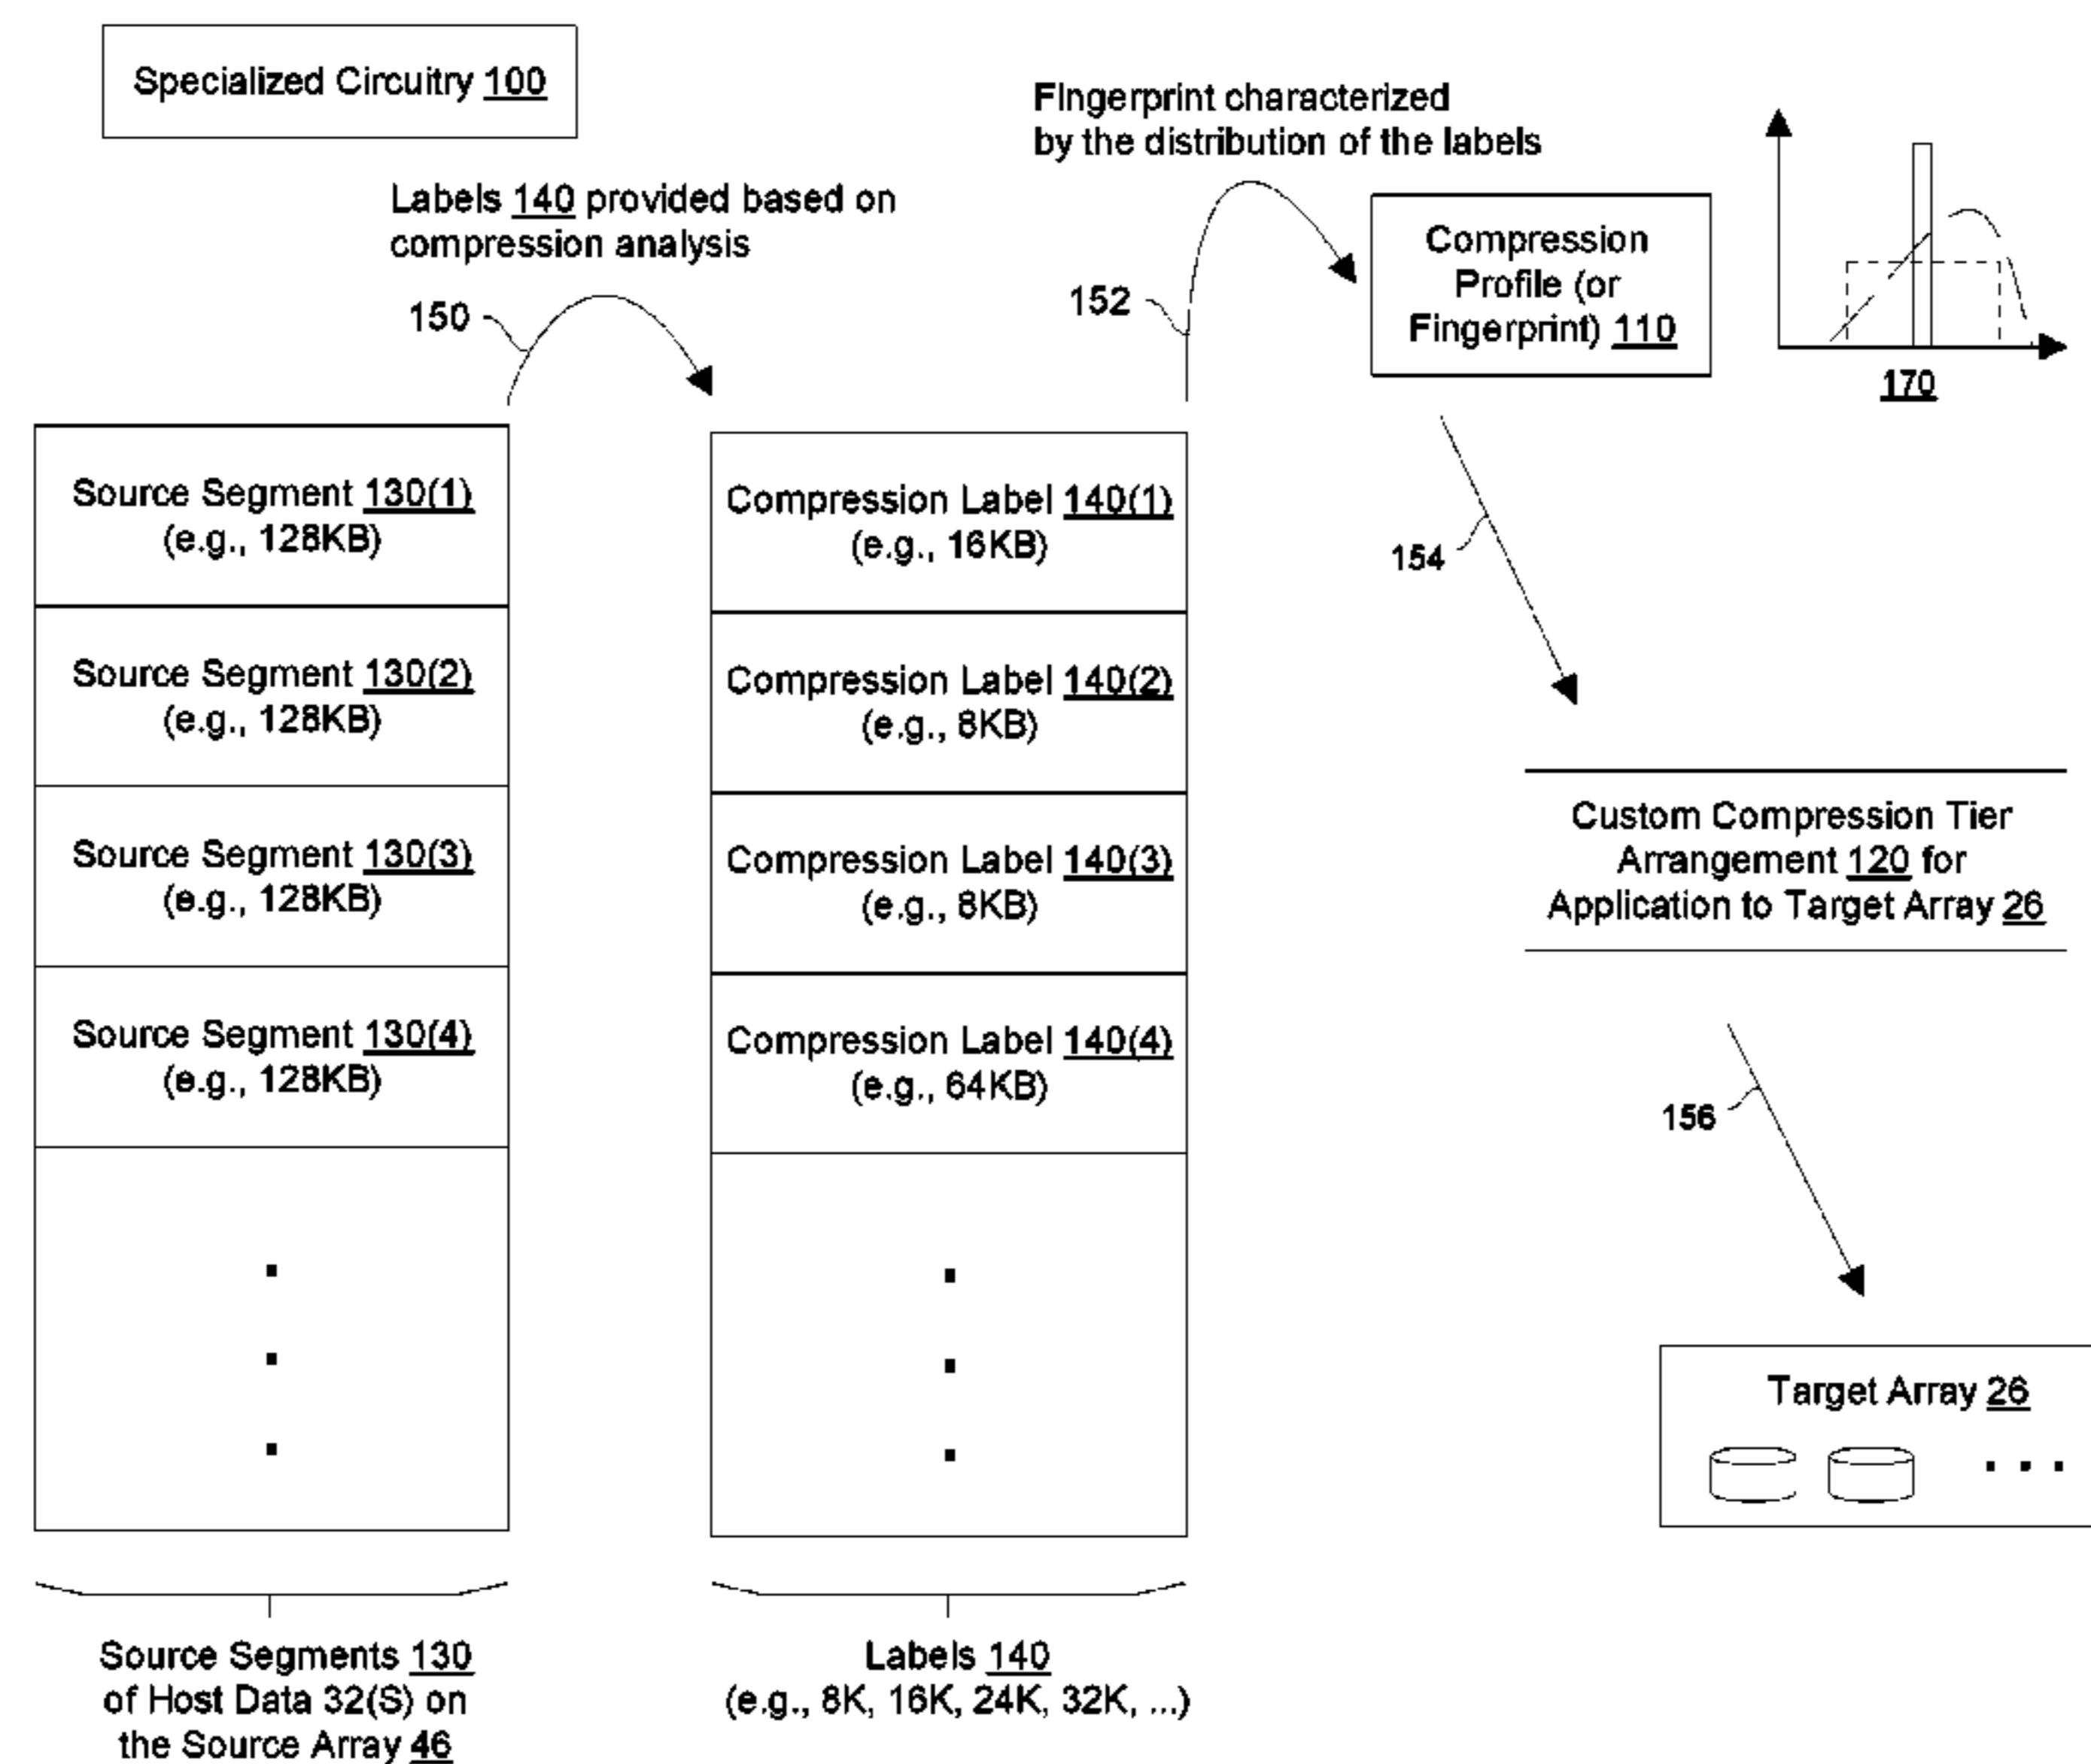 Specialized Circuitry 100
Labels 140 provided based on
compression analysis
150
Fingerprint characterized
by the distribution of the labels
152
Compression
Profile (or
Fingerprint) 110
170
154
Source Segment 130(1)
(e.g., 128KB)
Source Segment 130(2)
(e.g., 128KB)
Source Segment 130(3)
(e.g., 128KB)
Source Segment 130(4)
(e.g., 128KB)
Source Segments 130
of Host Data 32(S) on
the Source Array 46
Compression Label 140(1)
(e.g., 16KB)
Compression Label 140(2)
(e.g., 8KB)
Compression Label 140(3)
(e.g., 8KB)
Compression Label 140(4)
(e.g., 64KB)
Labels 140
(e.g., 8K, 16K, 24K, 32K, ...)
Custom Compression Tier
Arrangement 120 for
Application to Target Array 26
156
Target Array 26